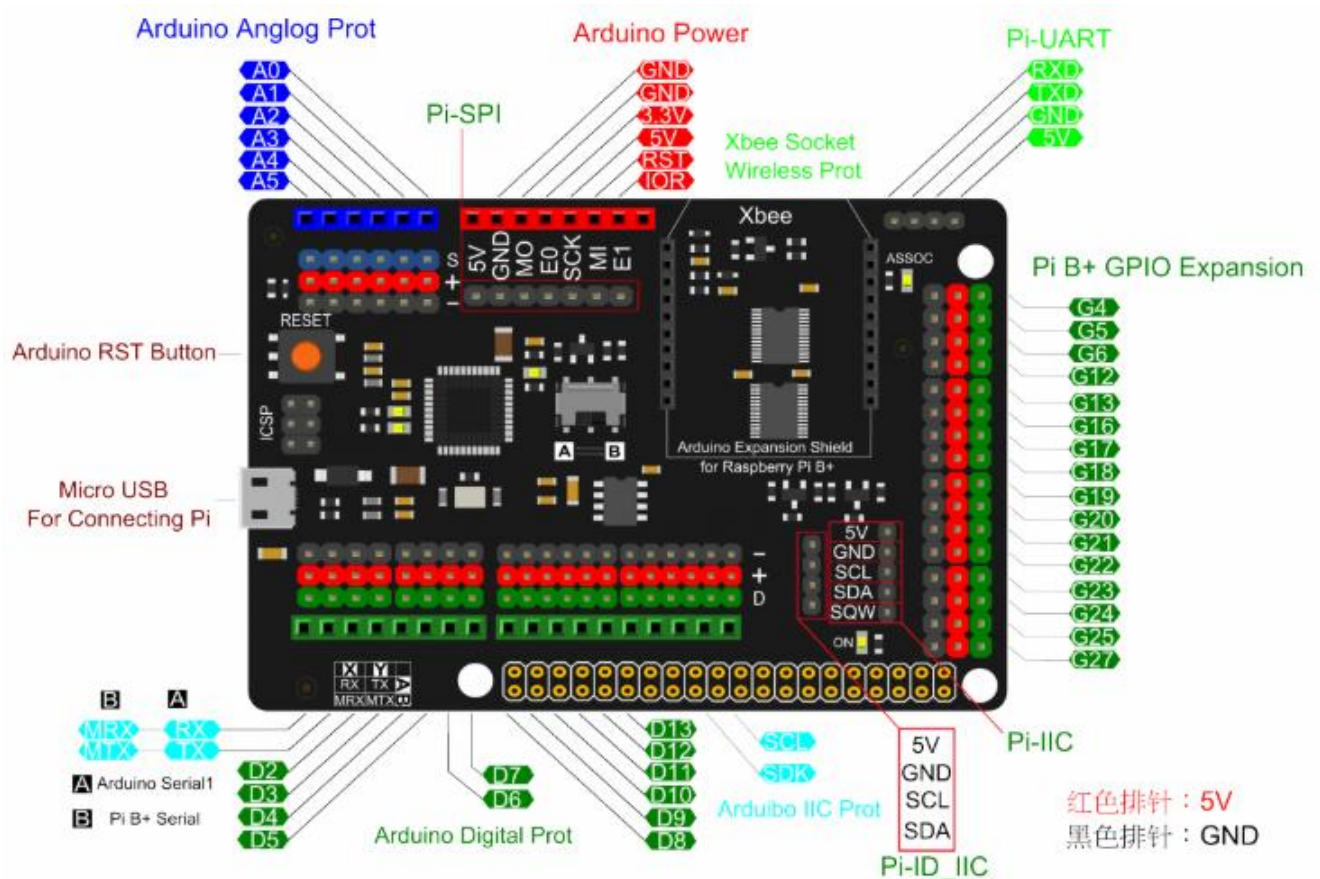 Arduino Anglog Prot
Arduino Power
Pi-UART
A0
A1
A2
A3
A4
A5
GND
GND
3.3V
5V
RST
IOR
RXD
TXD
GND
5V
Pi-SPI
Xbee Socket
Wireless Prot
Xbee
S
+
-
5V
GND
MO
E0
SCK
MI
E1
ASSOC
Pi B+ GPIO Expansion
G4
G5
G6
G12
G13
G16
G17
G18
G19
G20
G21
G22
G23
G24
G25
G27
RESET
Arduino RST Button
ICSP
A B
Arduino Expansion Shield
for Raspberry Pi B+
Micro USB
For Connecting Pi
-
+
D
5V
GND
SCL
SDA
SQW
ON
X Y
RX TX A
MRX MTX B
B A
MRX RX
MTX TX
A Arduino Serial1
B Pi B+ Serial
D2
D3
D4
D5
D7
D6
Arduino Digital Prot
D13
D12
D11
D10
D9
D8
SCL
SDK
Arduibo IIC Prot
5V
GND
SCL
SDA
Pi-ID_IIC
Pi-IIC
红色排针：5V
黑色排针：GND